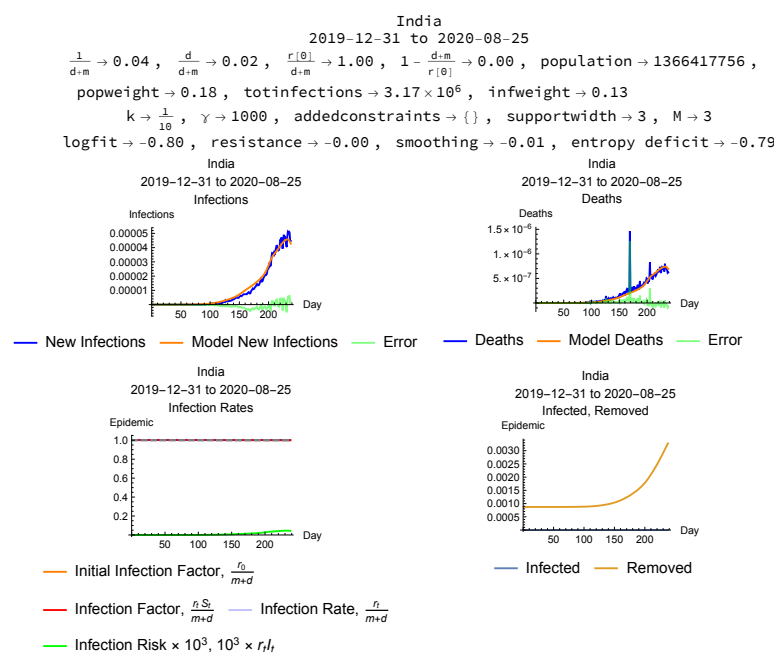 India
2019-12-31 to 2020-08-25
1/(d+m) → 0.04 , d/(d+m) → 0.02 , r[0]/(d+m) → 1.00 , 1 - (d+m)/r[0] → 0.00 , population → 1366417756 ,
popweight → 0.18 , totinfections → 3.17 × 10⁶ , infweight → 0.13
k → 1/10 , γ → 1000 , addedconstraints → {} , supportwidth → 3 , M → 3
logfit → -0.80 , resistance → -0.00 , smoothing → -0.01 , entropy deficit → -0.79
India
2019-12-31 to 2020-08-25
Infections
Infections
0.00005
0.00004
0.00003
0.00002
0.00001
50 100 150 200
Day
New Infections Model New Infections Error
India
2019-12-31 to 2020-08-25
Deaths
Deaths
1.5 × 10⁻⁶
1. × 10⁻⁶
5. × 10⁻⁷
50 100 150 200
Day
Deaths Model Deaths Error
India
2019-12-31 to 2020-08-25
Infection Rates
Epidemic
1.0
0.8
0.6
0.4
0.2
50 100 150 200
Day
Initial Infection Factor, r₀/(m+d)
Infection Factor, rₜSₜ/(m+d) Infection Rate, rₜ/(m+d)
Infection Risk × 10³, 10³ × rₜIₜ
India
2019-12-31 to 2020-08-25
Infected, Removed
Epidemic
0.0030
0.0025
0.0020
0.0015
0.0010
0.0005
50 100 150 200
Day
Infected Removed